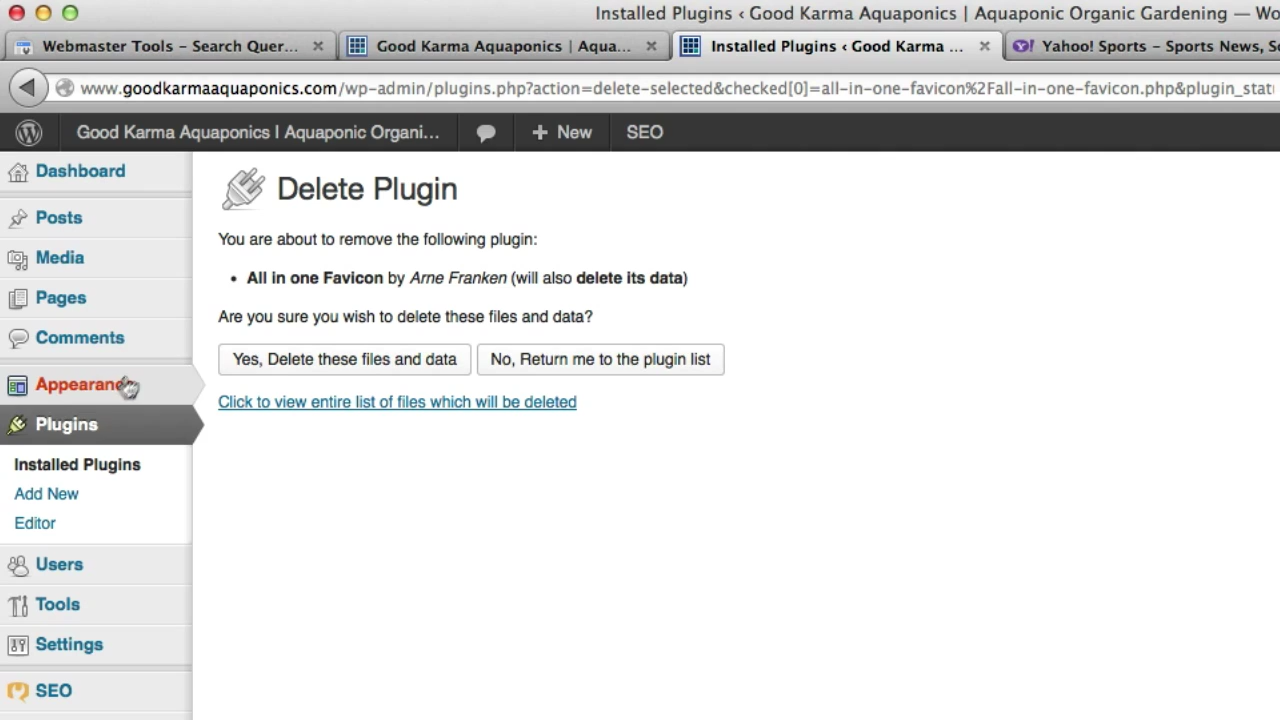 Installed Plugins ‹ Good Karma Aquaponics | Aquaponic Organic Gardening — Wo
Webmaster Tools – Search Quer... ×
Good Karma Aquaponics | Aqua... ×
Installed Plugins ‹ Good Karma ... ×
Yahoo! Sports – Sports News, S
www.goodkarmaaquaponics.com/wp-admin/plugins.php?action=delete-selected&checked[0]=all-in-one-favicon%2Fall-in-one-favicon.php&plugin_stat
Good Karma Aquaponics | Aquaponic Organi...
+ New
SEO
Dashboard
Posts
Media
Pages
Comments
Appearan
Plugins
Installed Plugins
Add New
Editor
Users
Tools
Settings
SEO
Delete Plugin
You are about to remove the following plugin:
• All in one Favicon by Arne Franken (will also delete its data)
Are you sure you wish to delete these files and data?
Yes, Delete these files and data
No, Return me to the plugin list
Click to view entire list of files which will be deleted